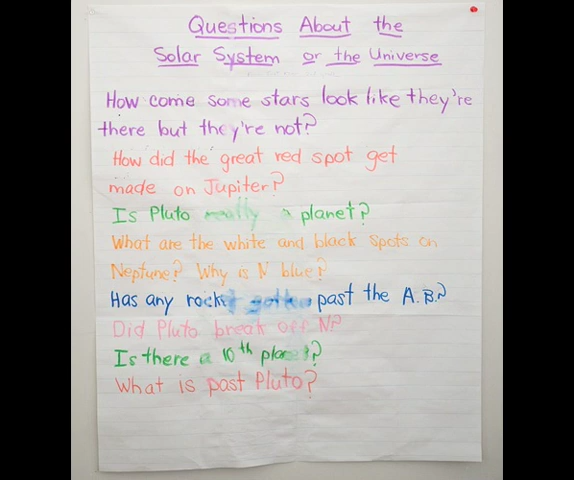 Questions About the
Solar System or the Universe
How come some stars look like they're
there but they're not?
How did the great red spot get
made on Jupiter?
Is Pluto really a planet?
What are the white and black spots on
Neptune? Why is N blue?
Has any rocket gotten past the A.B.?
Did Pluto break off N?
Is there a 10th planet?
What is past Pluto?